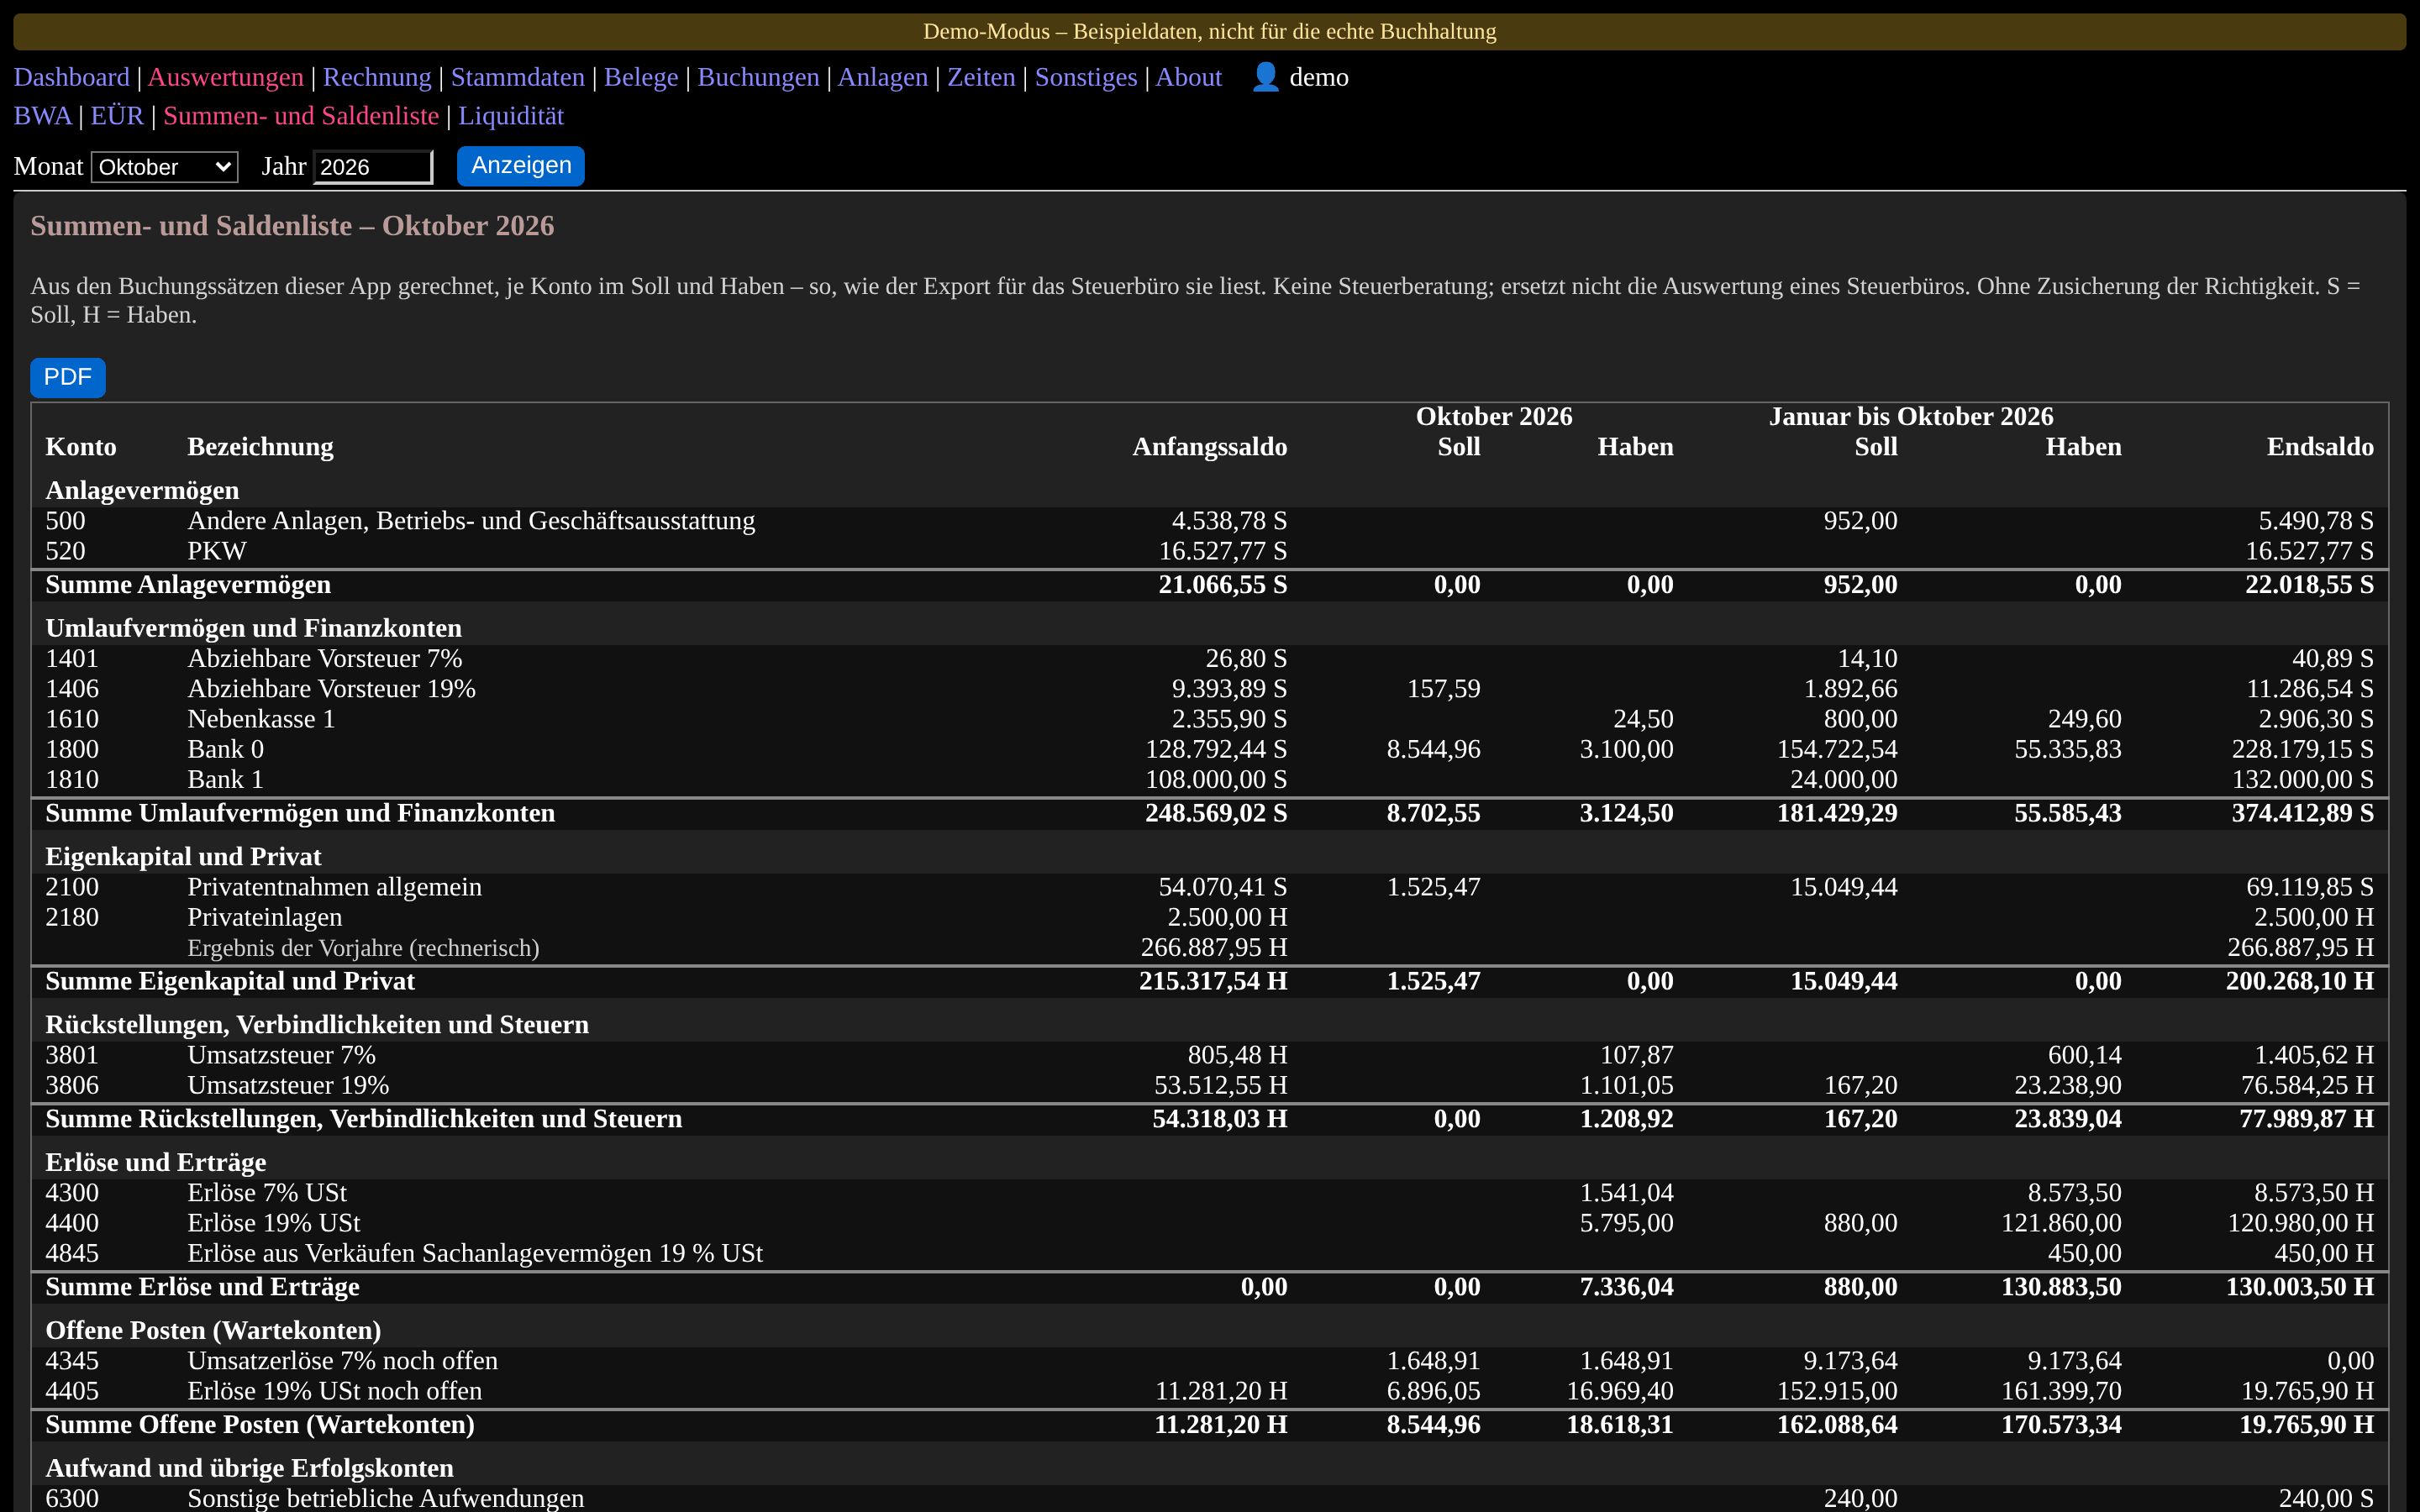 Demo-Modus – Beispieldaten, nicht für die echte Buchhaltung
Dashboard | Auswertungen | Rechnung | Stammdaten | Belege | Buchungen | Anlagen | Zeiten | Sonstiges | About 👤 demo
BWA | EÜR | Summen- und Saldenliste | Liquidität
Monat Oktober Jahr 2026 Anzeigen
Summen- und Saldenliste – Oktober 2026
Aus den Buchungssätzen dieser App gerechnet, je Konto im Soll und Haben – so, wie der Export für das Steuerbüro sie liest. Keine Steuerberatung; ersetzt nicht die Auswertung eines Steuerbüros. Ohne Zusicherung der Richtigkeit. S =
Soll, H = Haben.
PDF
Oktober 2026 Januar bis Oktober 2026
Konto Bezeichnung Anfangssaldo Soll Haben Soll Haben Endsaldo
Anlagevermögen
500 Andere Anlagen, Betriebs- und Geschäftsausstattung 4.538,78 S 952,00 5.490,78 S
520 PKW 16.527,77 S 16.527,77 S
Summe Anlagevermögen 21.066,55 S 0,00 0,00 952,00 0,00 22.018,55 S
Umlaufvermögen und Finanzkonten
1401 Abziehbare Vorsteuer 7% 26,80 S 14,10 40,89 S
1406 Abziehbare Vorsteuer 19% 9.393,89 S 157,59 1.892,66 11.286,54 S
1610 Nebenkasse 1 2.355,90 S 24,50 800,00 249,60 2.906,30 S
1800 Bank 0 128.792,44 S 8.544,96 3.100,00 154.722,54 55.335,83 228.179,15 S
1810 Bank 1 108.000,00 S 24.000,00 132.000,00 S
Summe Umlaufvermögen und Finanzkonten 248.569,02 S 8.702,55 3.124,50 181.429,29 55.585,43 374.412,89 S
Eigenkapital und Privat
2100 Privatentnahmen allgemein 54.070,41 S 1.525,47 15.049,44 69.119,85 S
2180 Privateinlagen 2.500,00 H 2.500,00 H
Ergebnis der Vorjahre (rechnerisch) 266.887,95 H 266.887,95 H
Summe Eigenkapital und Privat 215.317,54 H 1.525,47 0,00 15.049,44 0,00 200.268,10 H
Rückstellungen, Verbindlichkeiten und Steuern
3801 Umsatzsteuer 7% 805,48 H 107,87 600,14 1.405,62 H
3806 Umsatzsteuer 19% 53.512,55 H 1.101,05 167,20 23.238,90 76.584,25 H
Summe Rückstellungen, Verbindlichkeiten und Steuern 54.318,03 H 0,00 1.208,92 167,20 23.839,04 77.989,87 H
Erlöse und Erträge
4300 Erlöse 7% USt 1.541,04 8.573,50 8.573,50 H
4400 Erlöse 19% USt 5.795,00 880,00 121.860,00 120.980,00 H
4845 Erlöse aus Verkäufen Sachanlagevermögen 19 % USt 450,00 450,00 H
Summe Erlöse und Erträge 0,00 0,00 7.336,04 880,00 130.883,50 130.003,50 H
Offene Posten (Wartekonten)
4345 Umsatzerlöse 7% noch offen 1.648,91 1.648,91 9.173,64 9.173,64 0,00
4405 Erlöse 19% USt noch offen 11.281,20 H 6.896,05 16.969,40 152.915,00 161.399,70 19.765,90 H
Summe Offene Posten (Wartekonten) 11.281,20 H 8.544,96 18.618,31 162.088,64 170.573,34 19.765,90 H
Aufwand und übrige Erfolgskonten
6300 Sonstige betriebliche Aufwendungen 240,00 240,00 S